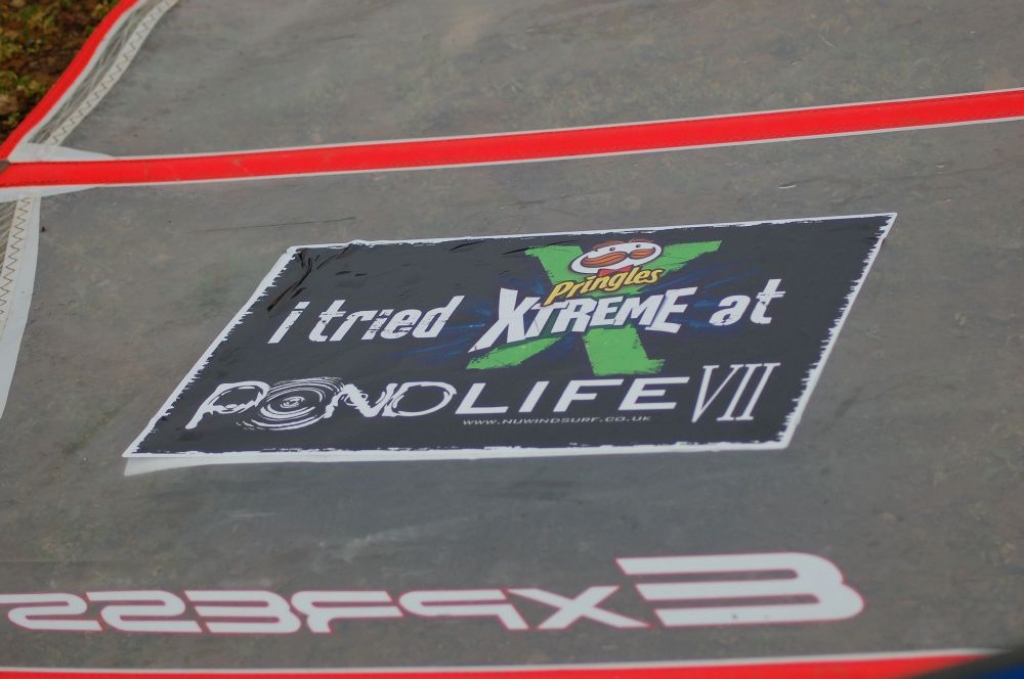 Pringles
i tried XTREME at
PONDLIFE VII
WWW.NUWINDSURF.CO.UK
EXPRESS